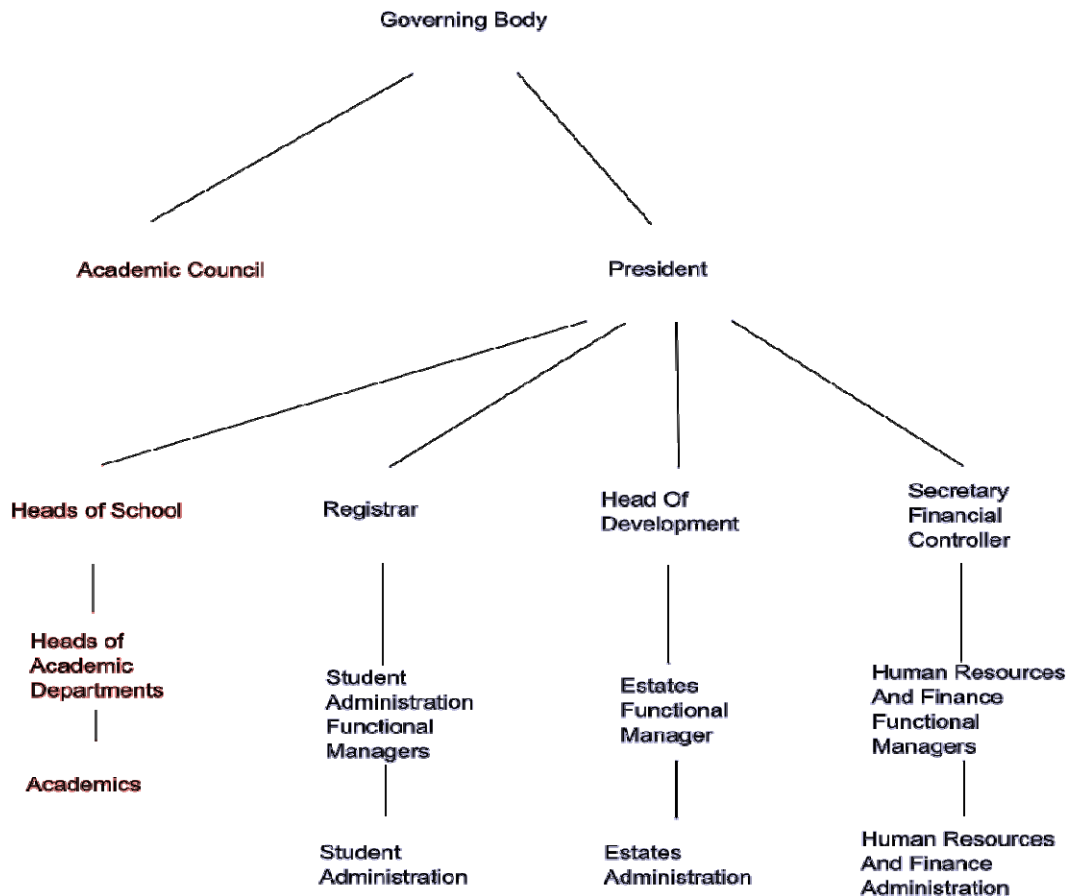 Governing Body
Academic Council
President
Heads of School
Registrar
Head Of
Development
Secretary
Financial
Controller
Heads of
Academic
Departments
Student
Administration
Functional
Managers
Estates
Functional
Manager
Human Resources
And Finance
Functional
Managers
Academics
Student
Administration
Estates
Administration
Human Resources
And Finance
Administration